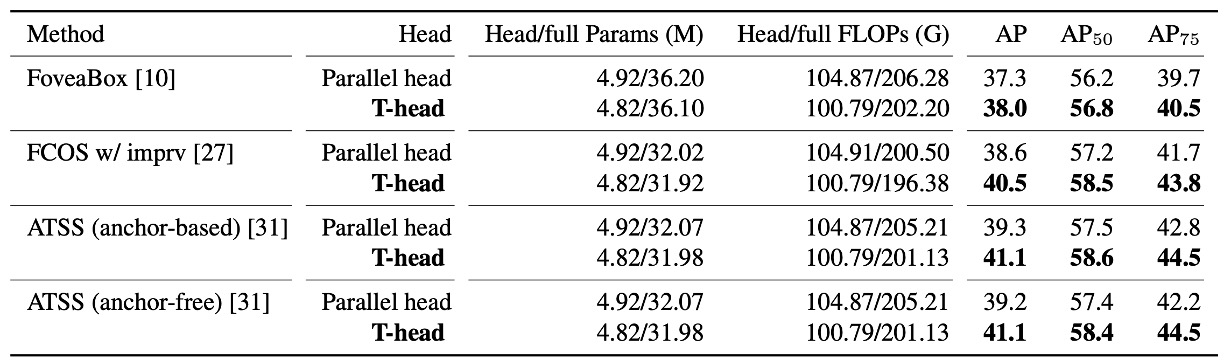 Method Head Head/full Params (M) Head/full FLOPs (G) AP AP50 AP75
FoveaBox [10] Parallel head 4.92/36.20 104.87/206.28 37.3 56.2 39.7
T-head 4.82/36.10 100.79/202.20 38.0 56.8 40.5
FCOS w/ imprv [27] Parallel head 4.92/32.02 104.91/200.50 38.6 57.2 41.7
T-head 4.82/31.92 100.79/196.38 40.5 58.5 43.8
ATSS (anchor-based) [31] Parallel head 4.92/32.07 104.87/205.21 39.3 57.5 42.8
T-head 4.82/31.98 100.79/201.13 41.1 58.6 44.5
ATSS (anchor-free) [31] Parallel head 4.92/32.07 104.87/205.21 39.2 57.4 42.2
T-head 4.82/31.98 100.79/201.13 41.1 58.4 44.5